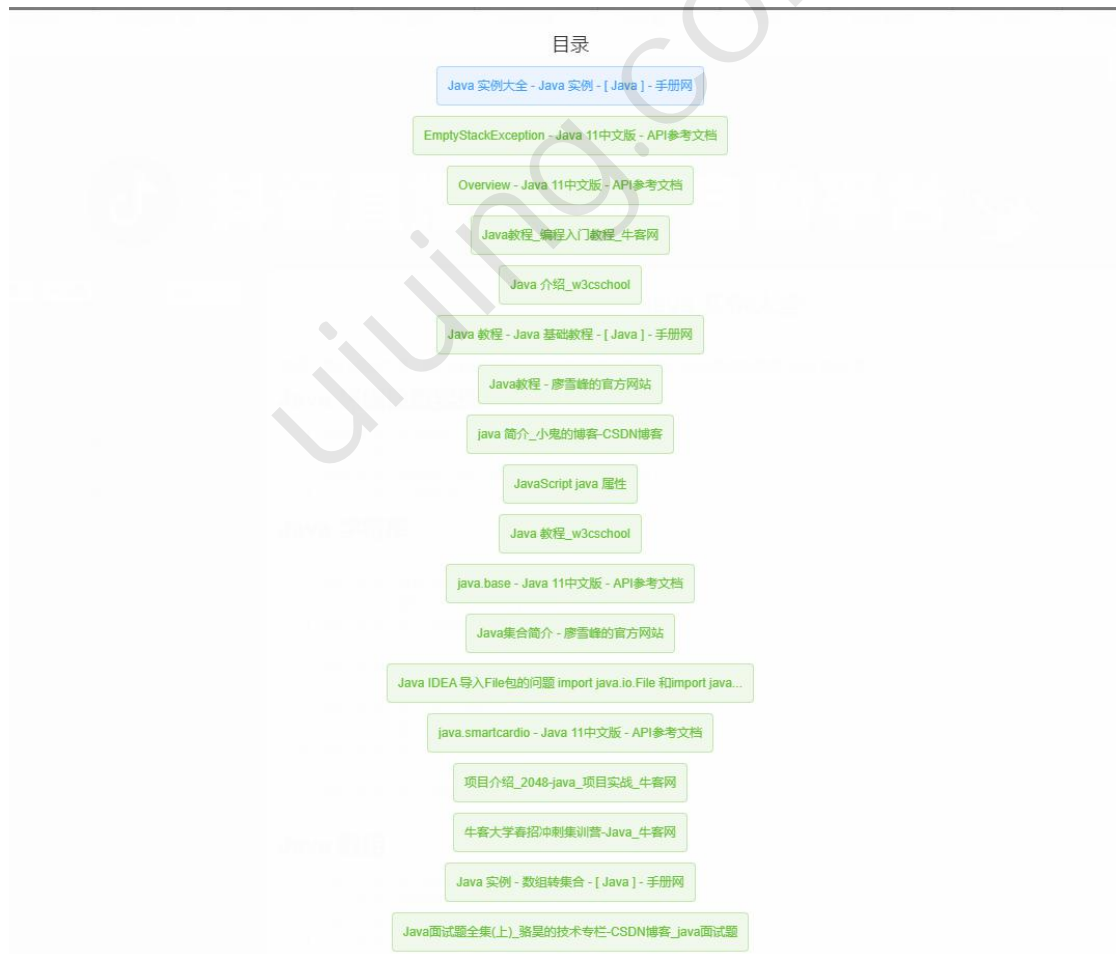 目录
Java 实例大全 - Java 实例 - [ Java ] - 手册网
EmptyStackException - Java 11中文版 - API参考文档
Overview - Java 11中文版 - API参考文档
Java教程_编程入门教程_牛客网
Java 介绍_w3cschool
Java 教程 - Java 基础教程 - [ Java ] - 手册网
Java教程 - 廖雪峰的官方网站
java 简介_小鬼的博客-CSDN博客
JavaScript java 属性
Java 教程_w3cschool
java.base - Java 11中文版 - API参考文档
Java集合简介 - 廖雪峰的官方网站
Java IDEA 导入File包的问题 import java.io.File 和import java...
java.smartcardio - Java 11中文版 - API参考文档
项目介绍_2048-java_项目实战_牛客网
牛客大学春招冲刺集训营-Java_牛客网
Java 实例 - 数组转集合 - [ Java ] - 手册网
Java面试题全集(上)_骆昊的技术专栏-CSDN博客_java面试题